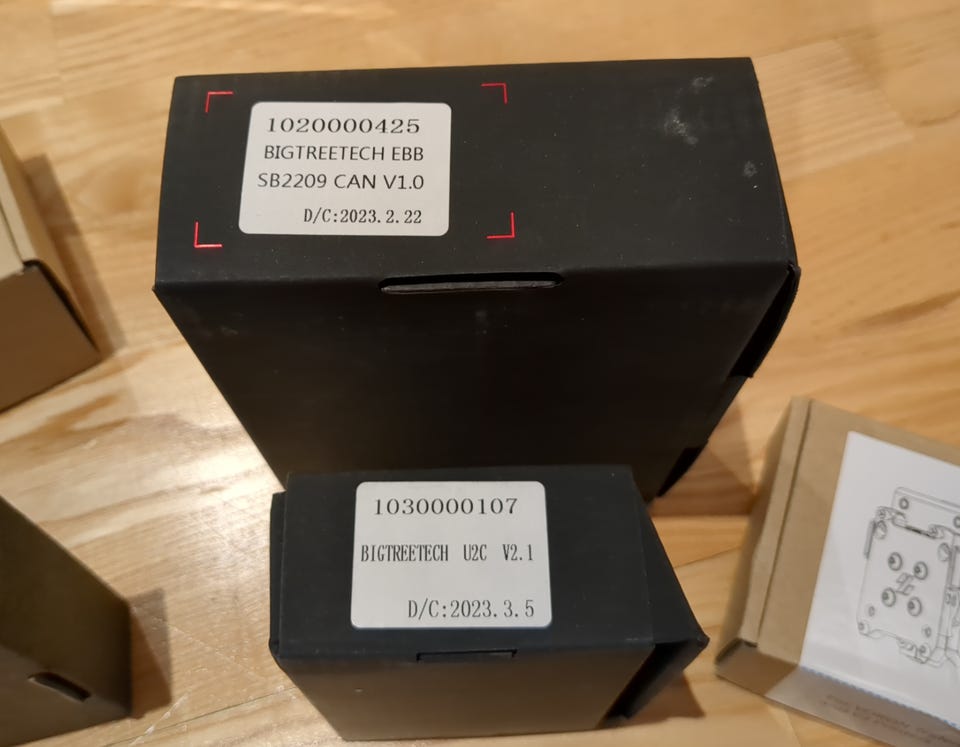 1020000425
BIGTREETECH EBB
SB2209 CAN V1.0
D/C:2023.2.22
1030000107
BIGTREETECH U2C V2.1
D/C:2023.3.5